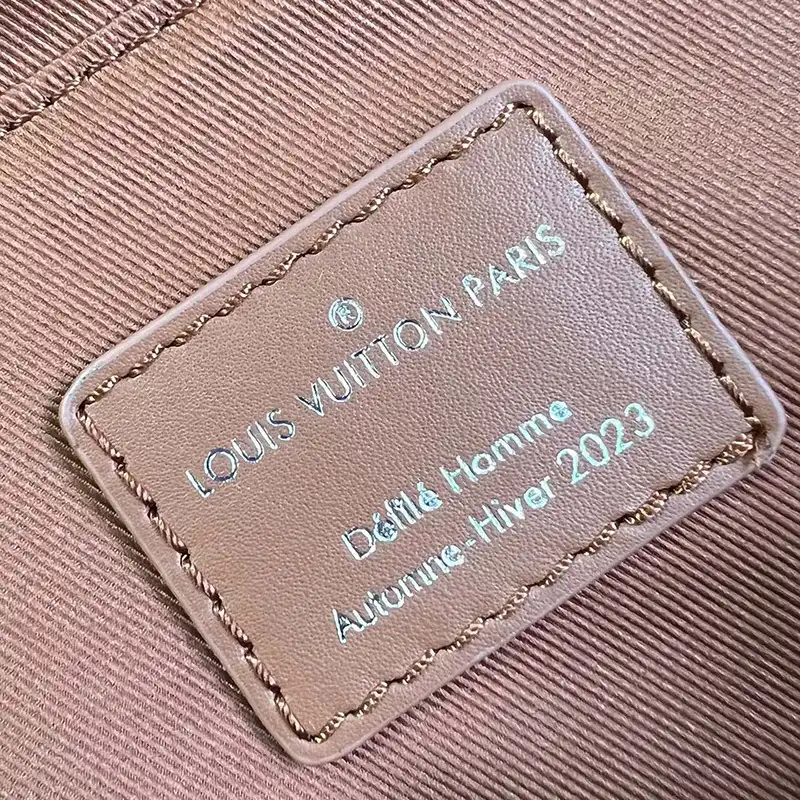 ®
LOUIS VUITTON PARIS
Défilé Homme
Automne-Hiver 2023